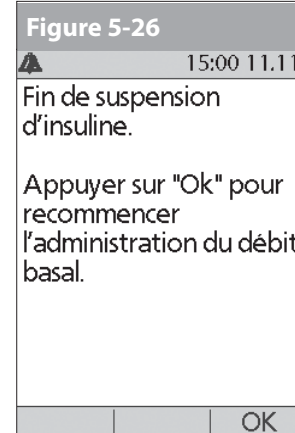 Figure 5-26
15:00 11.11
Fin de suspension
d'insuline.
Appuyer sur "Ok" pour
recommencer
l'administration du débit
basal.
OK